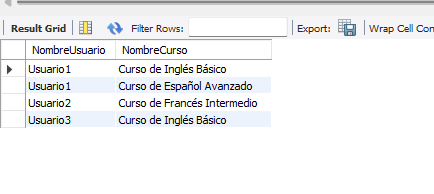 Result Grid Filter Rows: Export: Wrap Cell Con
NombreUsuario NombreCurso
Usuario1 Curso de Inglés Básico
Usuario1 Curso de Español Avanzado
Usuario2 Curso de Francés Intermedio
Usuario3 Curso de Inglés Básico